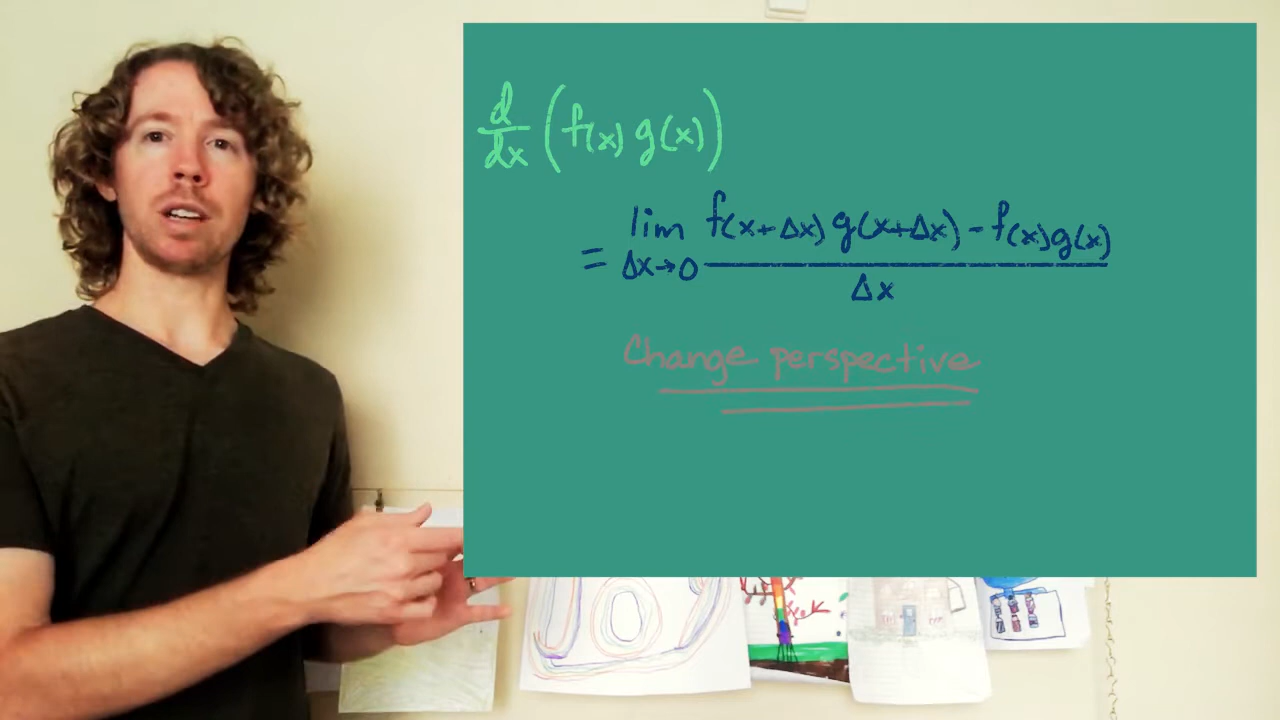 d/dx (f(x) g(x))
= lim Δx→0 f(x+Δx) g(x+Δx) - f(x)g(x) / Δx
Change perspective